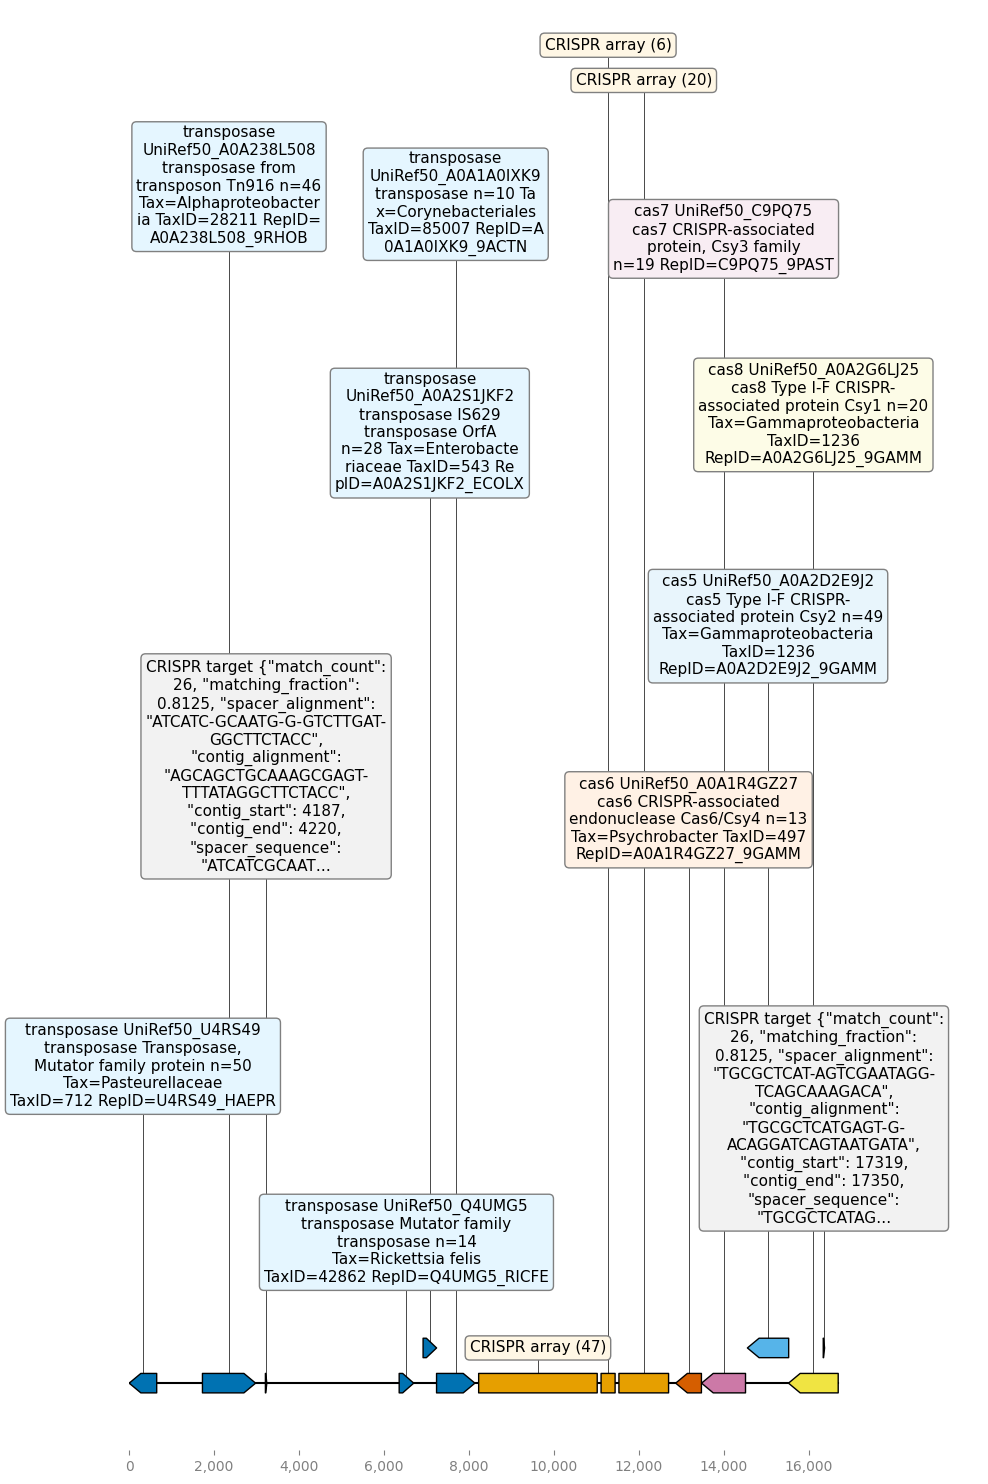 CRISPR array (6)
CRISPR array (20)
transposase
UniRef50_A0A238L508
transposase from
transposon Tn916 n=46
Tax=Alphaproteobacter
ia TaxID=28211 RepID=
A0A238L508_9RHOB
transposase
UniRef50_A0A1A0IXK9
transposase n=10 Ta
x=Corynebacteriales
TaxID=85007 RepID=A
0A1A0IXK9_9ACTN
cas7 UniRef50_C9PQ75
cas7 CRISPR-associated
protein, Csy3 family
n=19 RepID=C9PQ75_9PAST
transposase
UniRef50_A0A2S1JKF2
transposase IS629
transposase OrfA
n=28 Tax=Enterobacte
riaceae TaxID=543 Re
pID=A0A2S1JKF2_ECOLX
cas8 UniRef50_A0A2G6LJ25
cas8 Type I-F CRISPR-
associated protein Csy1 n=20
Tax=Gammaproteobacteria
TaxID=1236
RepID=A0A2G6LJ25_9GAMM
cas5 UniRef50_A0A2D2E9J2
cas5 Type I-F CRISPR-
associated protein Csy2 n=49
Tax=Gammaproteobacteria
TaxID=1236
RepID=A0A2D2E9J2_9GAMM
CRISPR target {"match_count":
26, "matching_fraction":
0.8125, "spacer_alignment":
"ATCATC-GCAATG-G-GTCTTGAT-
GGCTTCTACC",
"contig_alignment":
"AGCAGCTGCAAAGCGAGT-
TTTATAGGCTTCTACC",
"contig_start": 4187,
"contig_end": 4220,
"spacer_sequence":
"ATCATCGCAAT...
cas6 UniRef50_A0A1R4GZ27
cas6 CRISPR-associated
endonuclease Cas6/Csy4 n=13
Tax=Psychrobacter TaxID=497
RepID=A0A1R4GZ27_9GAMM
transposase UniRef50_U4RS49
transposase Transposase,
Mutator family protein n=50
Tax=Pasteurellaceae
TaxID=712 RepID=U4RS49_HAEPR
CRISPR target {"match_count":
26, "matching_fraction":
0.8125, "spacer_alignment":
"TGCGCTCAT-AGTCGAATAGG-
TCAGCAAAGACA",
"contig_alignment":
"TGCGCTCATGAGT-G-
ACAGGATCAGTAATGATA",
"contig_start": 17319,
"contig_end": 17350,
"spacer_sequence":
"TGCGCTCATAG...
transposase UniRef50_Q4UMG5
transposase Mutator family
transposase n=14
Tax=Rickettsia felis
TaxID=42862 RepID=Q4UMG5_RICFE
CRISPR array (47)
0 2,000 4,000 6,000 8,000 10,000 12,000 14,000 16,000